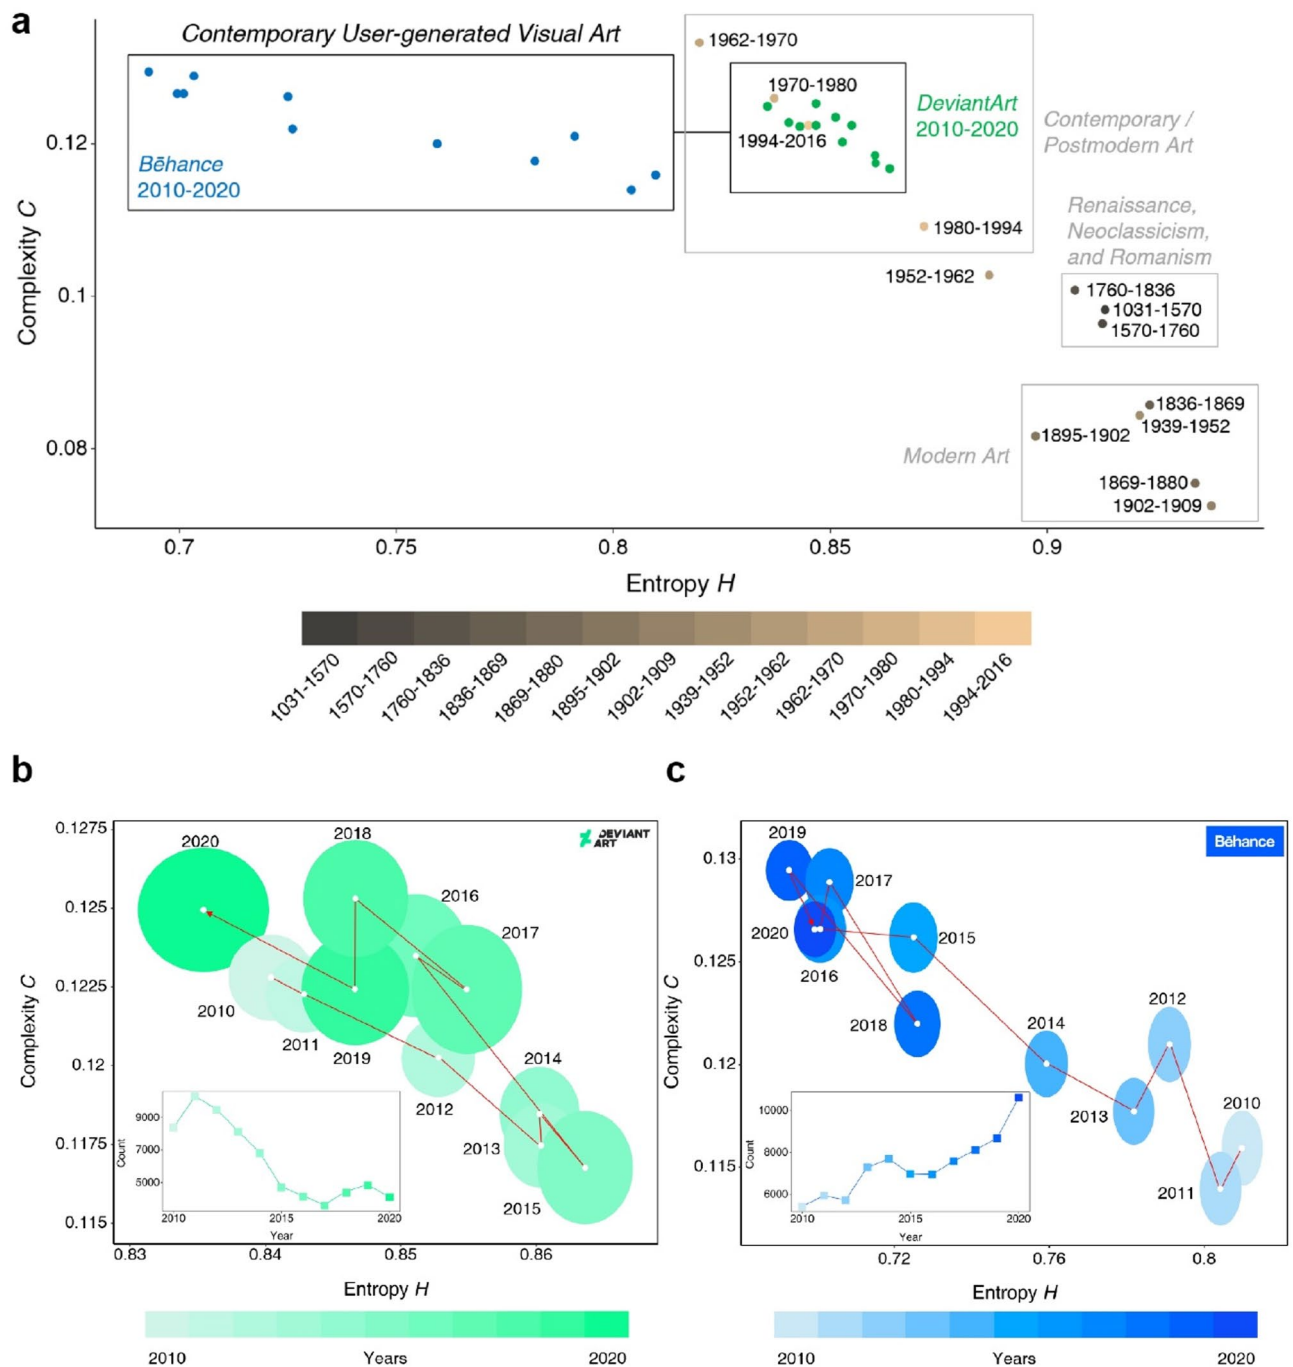 a
Contemporary User-generated Visual Art
1962-1970
1970-1980
DeviantArt
2010-2020
1994-2016
Contemporary /
Postmodern Art
Bēhance
2010-2020
0.12
Renaissance,
Neoclassicism,
and Romanism
1980-1994
1952-1962
1760-1836
1031-1570
1570-1760
0.1
Complexity C
1836-1869
1939-1952
1895-1902
Modern Art
1869-1880
1902-1909
0.08
0.7 0.75 0.8 0.85 0.9
Entropy H
1031-1570
1570-1760
1760-1836
1836-1869
1869-1880
1895-1902
1902-1909
1939-1952
1952-1962
1962-1970
1970-1980
1980-1994
1994-2016
b
0.1275
0.125
0.1225
0.12
0.1175
0.115
Complexity C
DEVIANT
ART
2020
2018
2016
2017
2010
2011
2019
2012
2014
2013
2015
9000
7000
5000
Count
2010 2015 2020
Year
0.83 0.84 0.85 0.86
Entropy H
2010 Years 2020
c
0.13
0.125
0.12
0.115
Complexity C
Bēhance
2019
2017
2020
2015
2016
2018
2014
2012
2013
2010
2011
10000
8000
6000
Count
2010 2015 2020
Year
0.72 0.76 0.8
Entropy H
2010 Years 2020